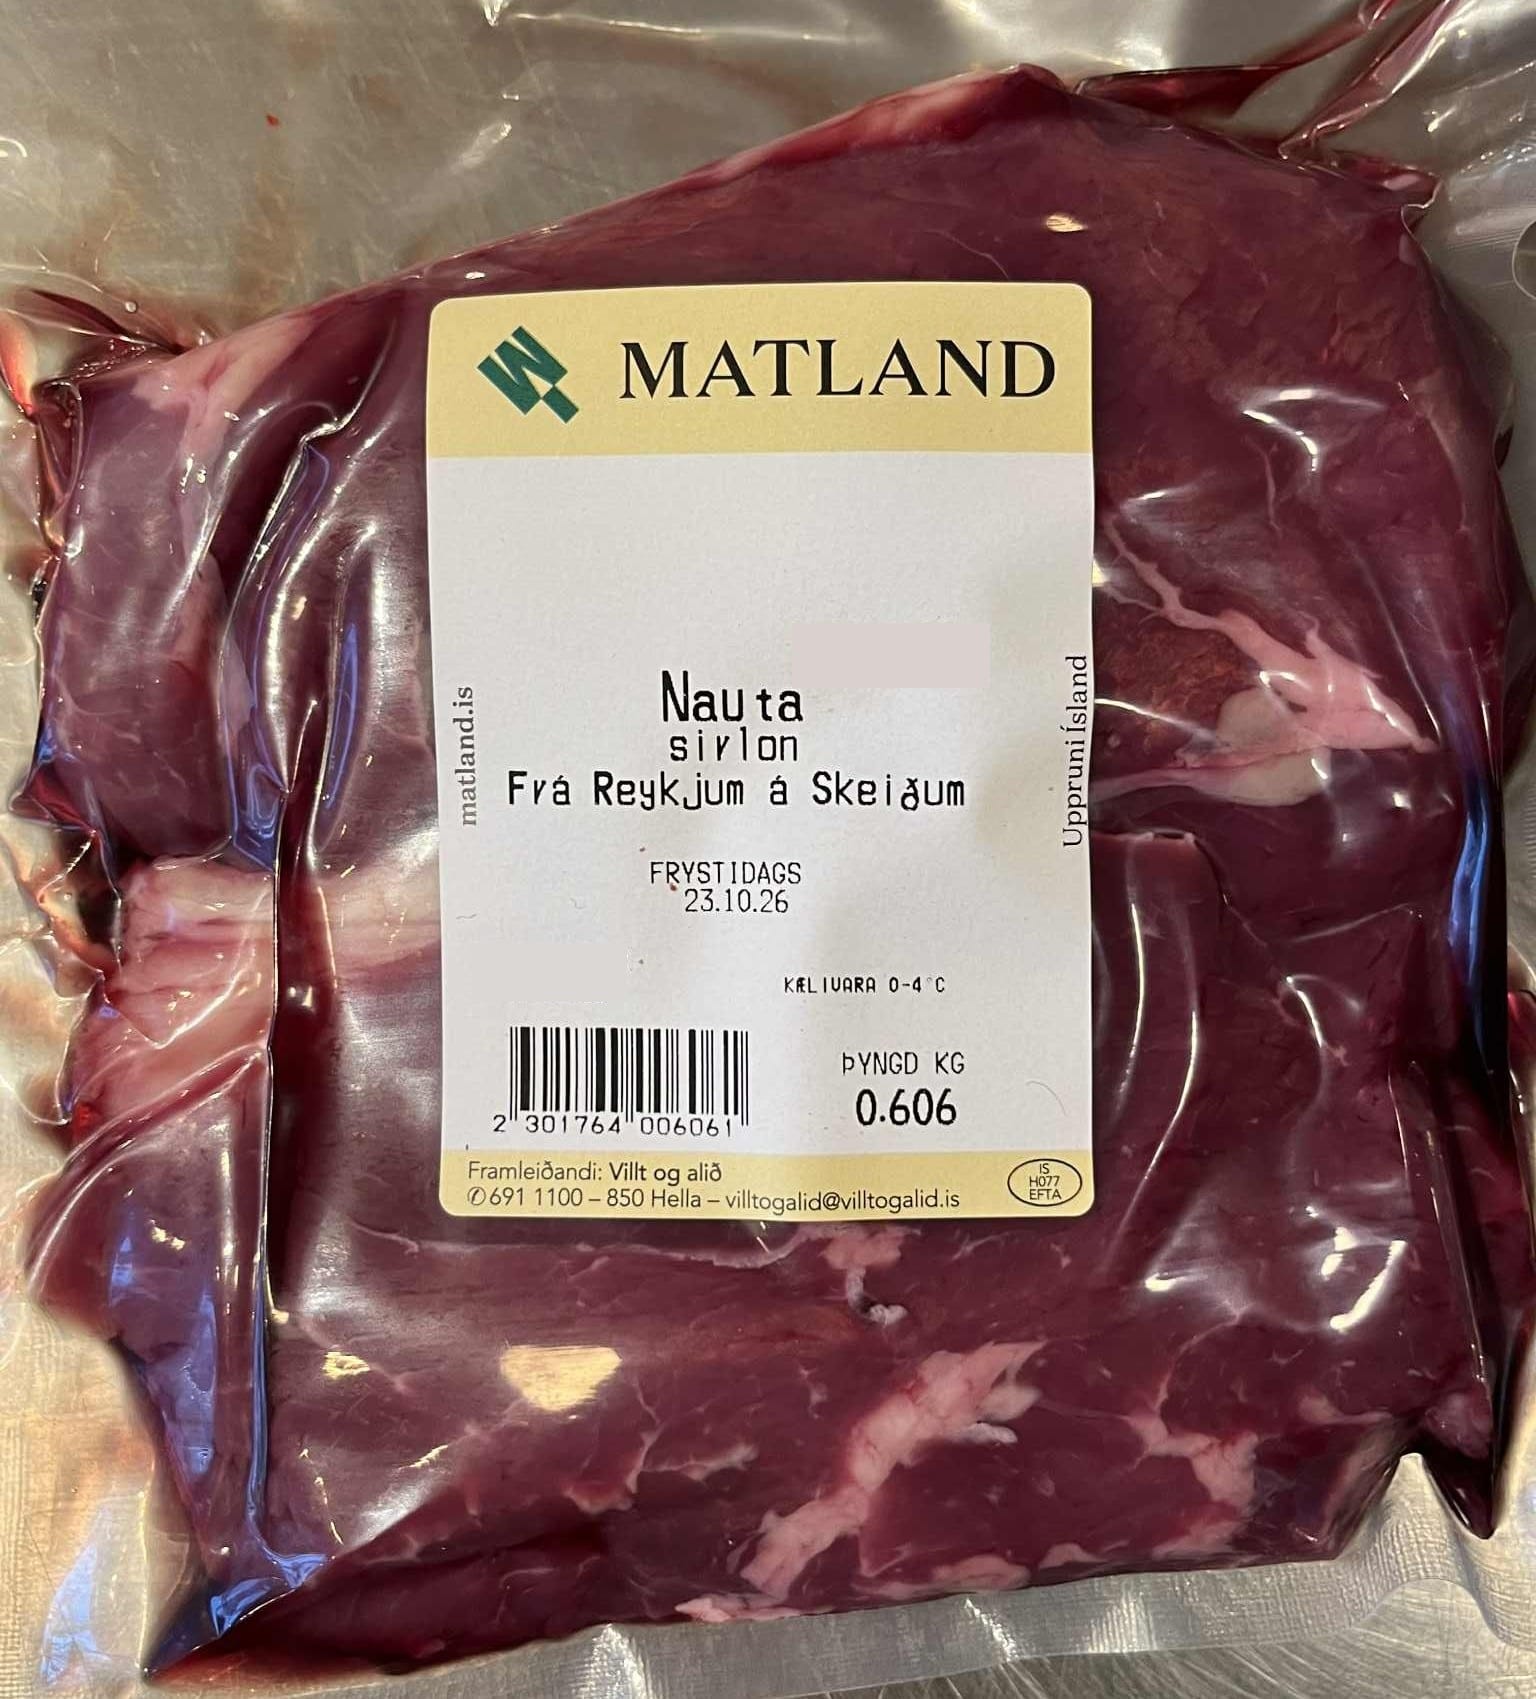 MATLAND
Nauta
sirlon
Frá Reykjum á Skeiðum
matland.is
Uppruni Ísland
FRYSTIDAGS
23.10.26
KÆLIVARA 0-4°C
ÞYNGD KG
0.606
2 301764 006061
Framleiðandi: Villt og alið
✆691 1100 – 850 Hella – villtogalid@villtogalid.is
IS
H077
EFTA